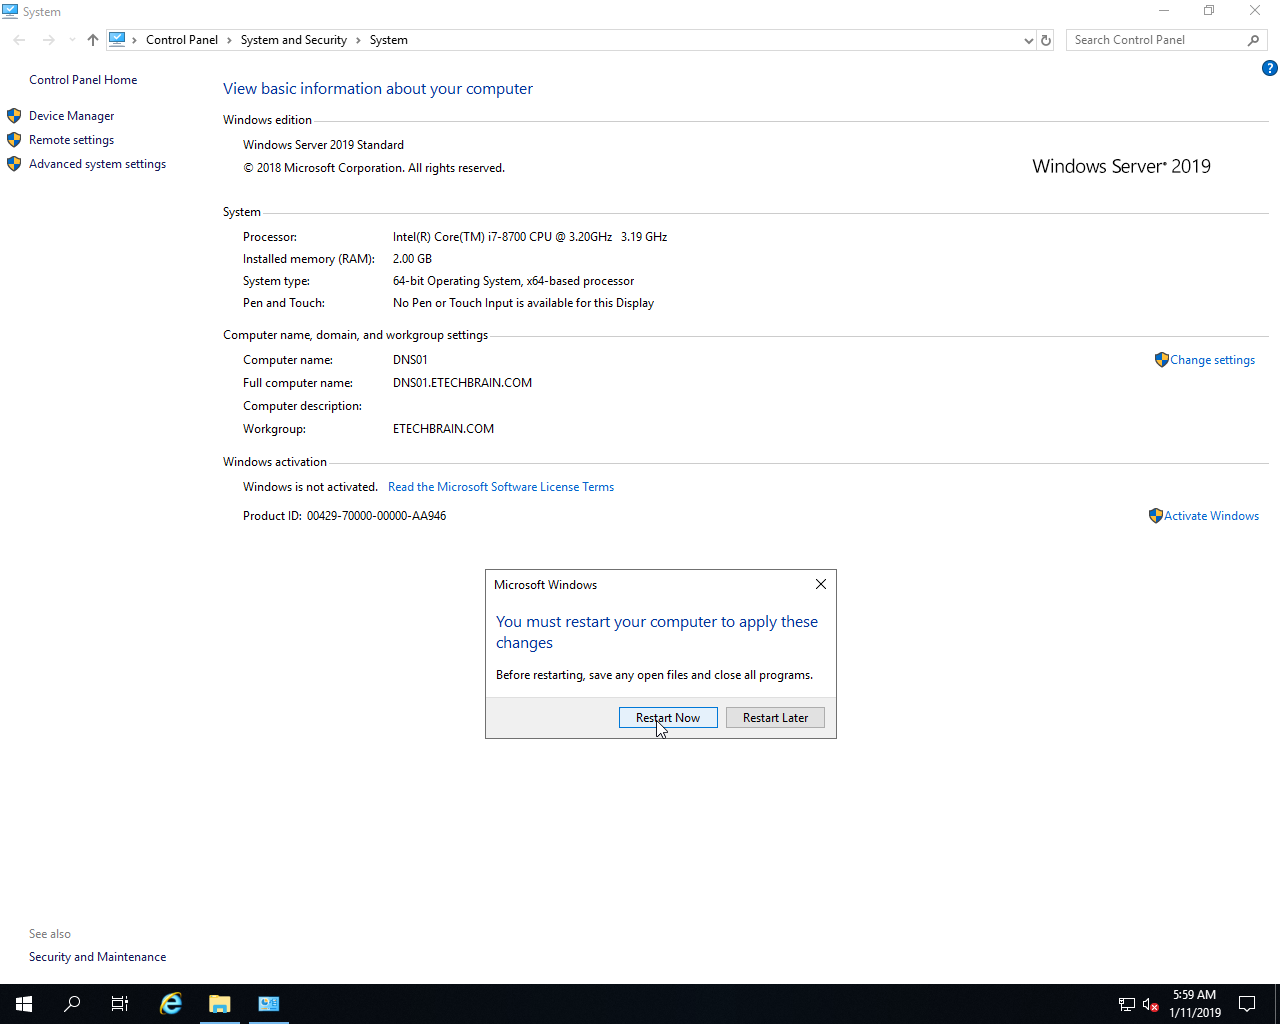 System
Control Panel > System and Security > System
Search Control Panel
Control Panel Home
Device Manager
Remote settings
Advanced system settings
View basic information about your computer
Windows edition
Windows Server 2019 Standard
© 2018 Microsoft Corporation. All rights reserved.
Windows Server® 2019
System
Processor: Intel(R) Core(TM) i7-8700 CPU @ 3.20GHz 3.19 GHz
Installed memory (RAM): 2.00 GB
System type: 64-bit Operating System, x64-based processor
Pen and Touch: No Pen or Touch Input is available for this Display
Computer name, domain, and workgroup settings
Computer name: DNS01
Change settings
Full computer name: DNS01.ETECHBRAIN.COM
Computer description:
Workgroup: ETECHBRAIN.COM
Windows activation
Windows is not activated. Read the Microsoft Software License Terms
Product ID: 00429-70000-00000-AA946
Activate Windows
Microsoft Windows
You must restart your computer to apply these
changes
Before restarting, save any open files and close all programs.
Restart Now
Restart Later
See also
Security and Maintenance
5:59 AM
1/11/2019